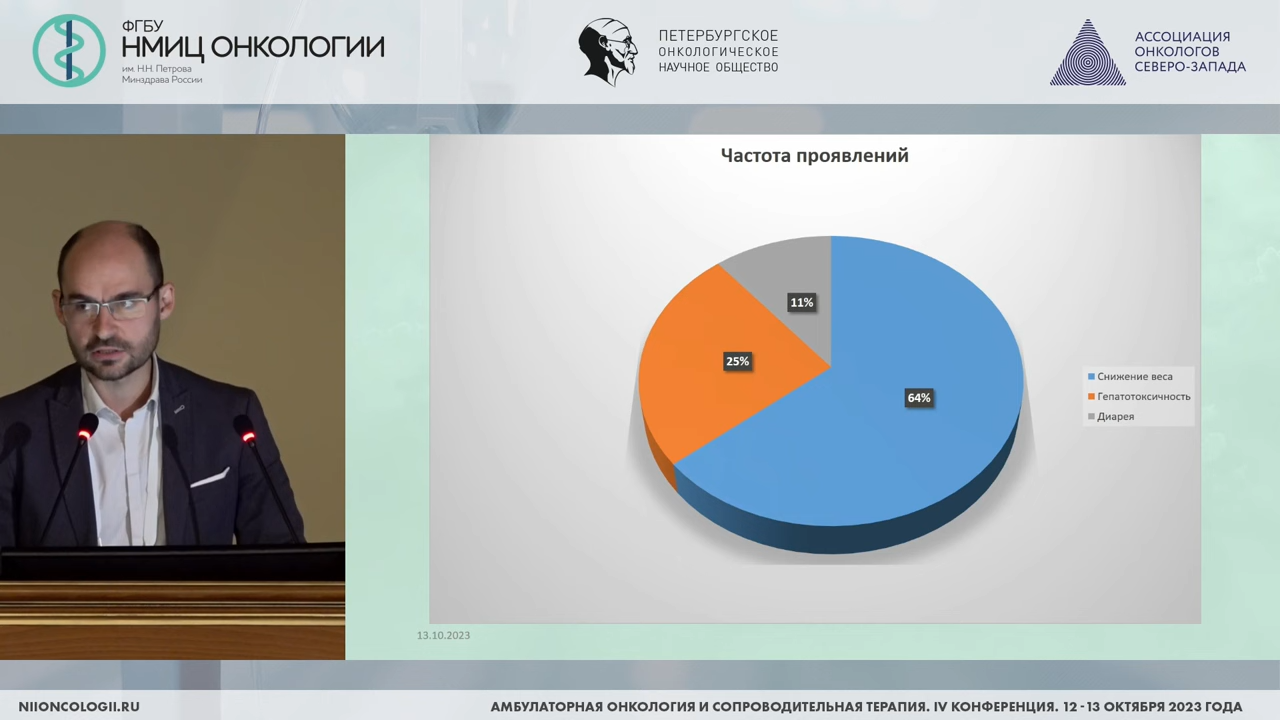 ФГБУ
НМИЦ ОНКОЛОГИИ
им. Н.Н. Петрова
Минздрава России
ПЕТЕРБУРГСКОЕ
ОНКОЛОГИЧЕСКОЕ
НАУЧНОЕ ОБЩЕСТВО
АССОЦИАЦИЯ
ОНКОЛОГОВ
СЕВЕРО-ЗАПАДА
Частота проявлений
11%
25%
64%
Снижение веса
Гепатотоксичность
Диарея
13.10.2023
NIIONCOLOGII.RU
АМБУЛАТОРНАЯ ОНКОЛОГИЯ И СОПРОВОДИТЕЛЬНАЯ ТЕРАПИЯ. IV КОНФЕРЕНЦИЯ. 12 - 13 ОКТЯБРЯ 2023 ГОДА